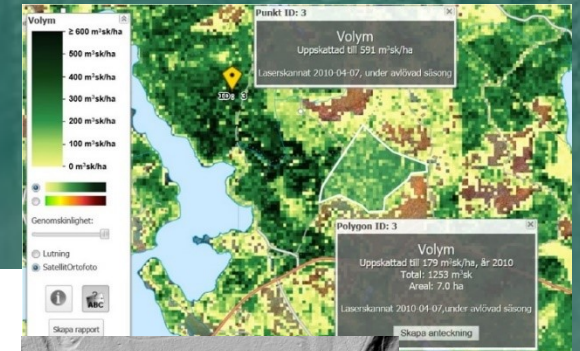 Volym
≥ 600 m³sk/ha
500 m³sk/ha
400 m³sk/ha
300 m³sk/ha
200 m³sk/ha
100 m³sk/ha
0 m³sk/ha
Genomskinlighet:
Lutning
SatellitOrtofoto
ABC
Skapa rapport
ID: 3
Punkt ID: 3
Volym
Uppskattad till 591 m³sk/ha
Laserskannat 2010-04-07, under avlövad säsong
Polygon ID: 3
Volym
Uppskattad till 179 m³sk/ha, år 2010
Total: 1253 m³sk
Areal: 7.0 ha
Laserskannat 2010-04-07,under avlövad säsong
Skapa anteckning